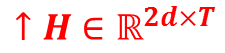 ↑ H ∈ ℝ^{2d×T}